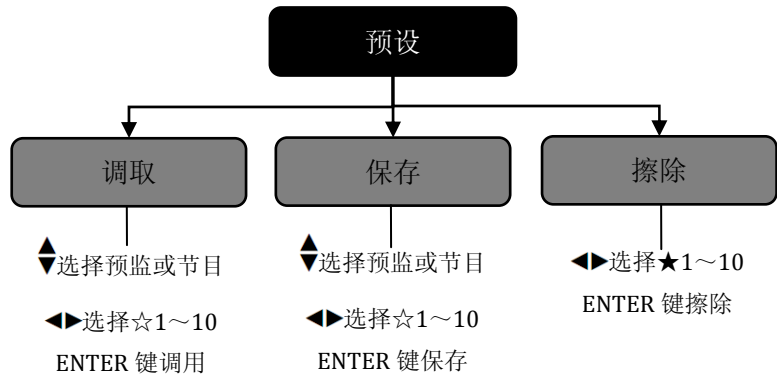 预设
调取
保存
擦除
▲▼选择预监或节目
◀▶选择☆1～10
ENTER 键调用
▲▼选择预监或节目
◀▶选择☆1～10
ENTER 键保存
◀▶选择★1～10
ENTER 键擦除